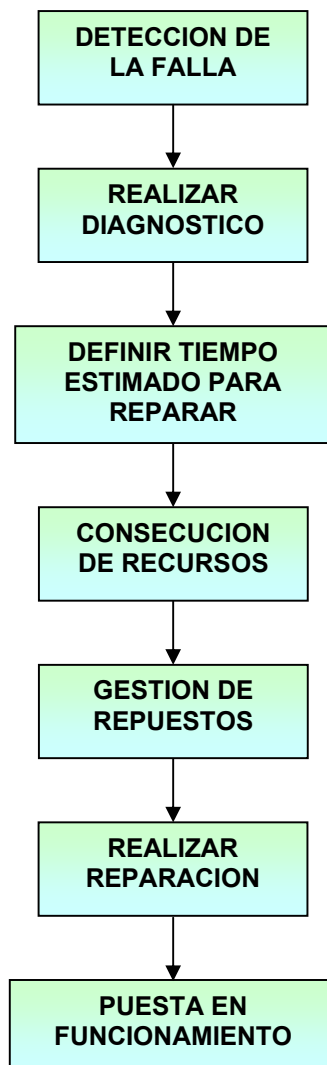 DETECCION DE
LA FALLA
REALIZAR
DIAGNOSTICO
DEFINIR TIEMPO
ESTIMADO PARA
REPARAR
CONSECUCION
DE RECURSOS
GESTION DE
REPUESTOS
REALIZAR
REPARACION
PUESTA EN
FUNCIONAMIENTO